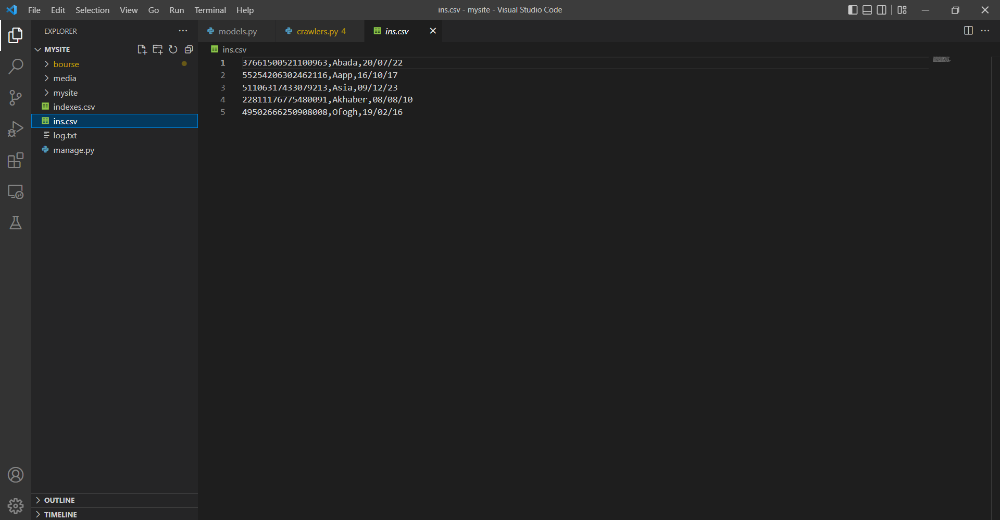 File Edit Selection View Go Run Terminal Help
ins.csv - mysite - Visual Studio Code
EXPLORER
MYSITE
bourse
media
mysite
indexes.csv
ins.csv
log.txt
manage.py
OUTLINE
TIMELINE
models.py
crawlers.py 4
ins.csv
ins.csv
1 37661500521100963,Abada,20/07/22
2 55254206302462116,Aapp,16/10/17
3 51106317433079213,Asia,09/12/23
4 22811176775480091,Akhaber,08/08/10
5 49502666250908008,Ofogh,19/02/16